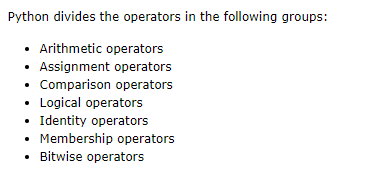 Python divides the operators in the following groups:
• Arithmetic operators
• Assignment operators
• Comparison operators
• Logical operators
• Identity operators
• Membership operators
• Bitwise operators